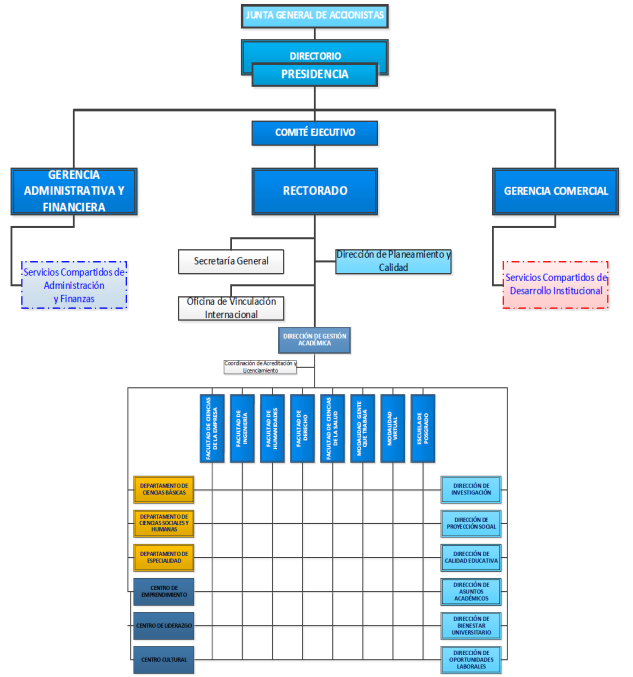 JUNTA GENERAL DE ACCIONISTAS
DIRECTORIO
PRESIDENCIA
COMITÉ EJECUTIVO
GERENCIA
ADMINISTRATIVA Y
FINANCIERA
RECTORADO
GERENCIA COMERCIAL
Secretaría General
Dirección de Planeamiento y
Calidad
Servicios Compartidos de
Administración
y Finanzas
Servicios Compartidos de
Desarrollo Institucional
Oficina de Vinculación
Internacional
DIRECCIÓN DE GESTIÓN
ACADÉMICA
Coordinación de Acreditación y
Licenciamiento
FACULTAD DE CIENCIAS
DE LA EMPRESA
FACULTAD DE
INGENIERÍA
FACULTAD DE
HUMANIDADES
FACULTAD DE
DERECHO
FACULTAD DE CIENCIAS
DE LA SALUD
MODALIDAD GENTE
QUE TRABAJA
MODALIDAD
VIRTUAL
ESCUELA DE
POSGRADO
DEPARTAMENTO DE
CIENCIAS BÁSICAS
DIRECCIÓN DE
INVESTIGACIÓN
DEPARTAMENTO DE
CIENCIAS SOCIALES Y
HUMANAS
DIRECCIÓN DE
PROYECCIÓN SOCIAL
DEPARTAMENTO DE
ESPECIALIDAD
DIRECCIÓN DE
CALIDAD EDUCATIVA
CENTRO DE
EMPRENDIMIENTO
DIRECCIÓN DE
ASUNTOS
ACADÉMICOS
CENTRO DE LIDERAZGO
DIRECCIÓN DE
BIENESTAR
UNIVERSITARIO
CENTRO CULTURAL
DIRECCIÓN DE
OPORTUNIDADES
LABORALES